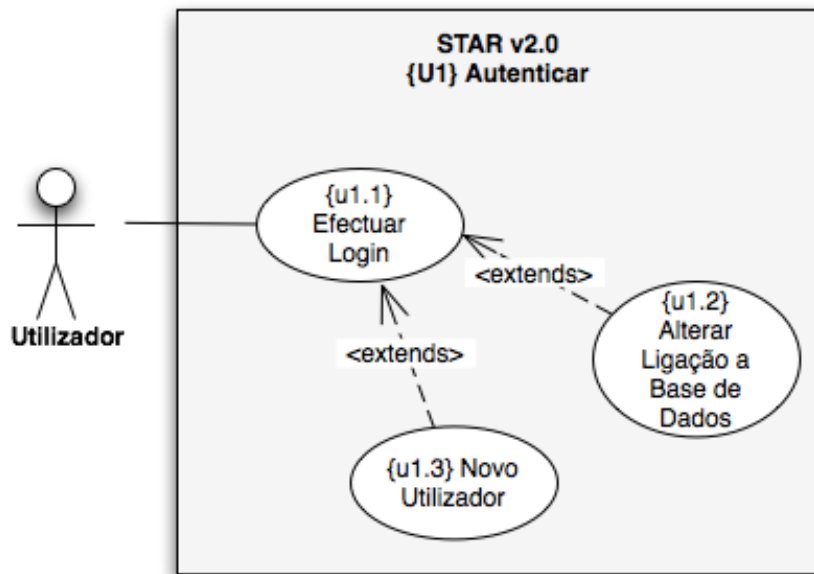 STAR v2.0
{U1} Autenticar
{u1.1}
Efectuar
Login
<extends>
{u1.2}
Alterar
Ligação a
Base de
Dados
Utilizador
<extends>
{u1.3} Novo
Utilizador